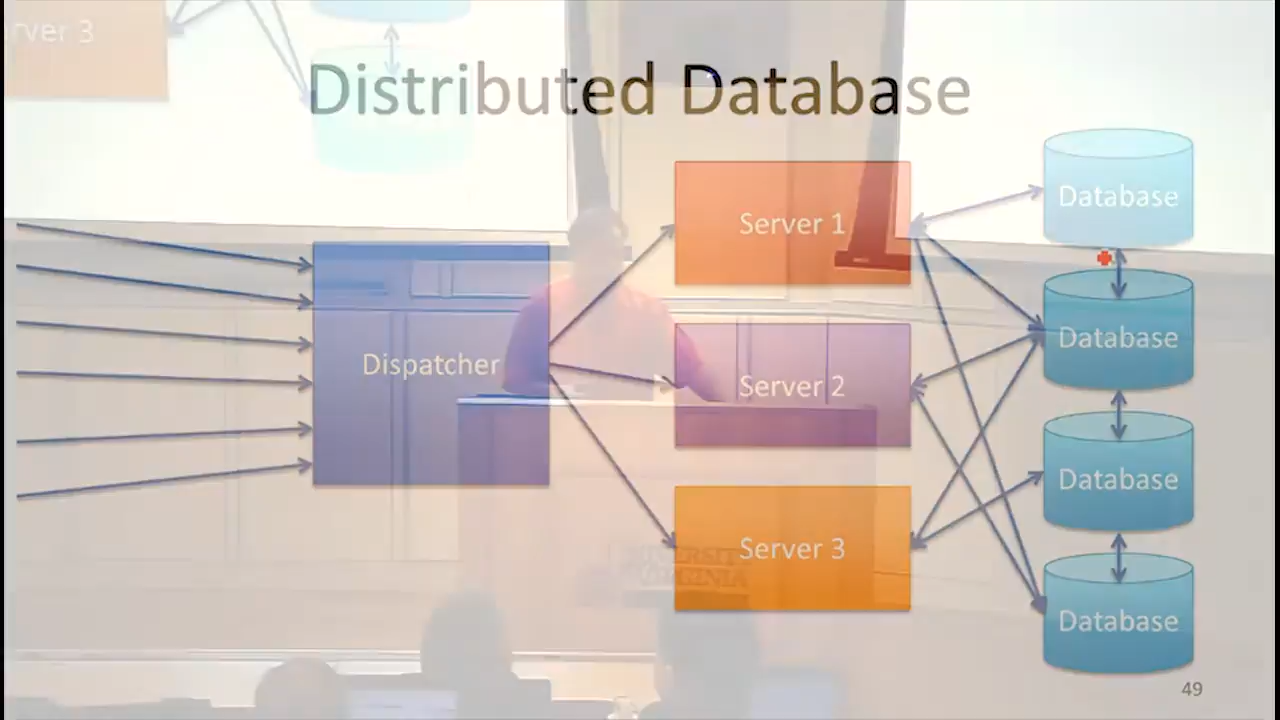 rver 3
Distributed Database
Dispatcher
Server 1
Server 2
Server 3
Database
Database
Database
Database
49